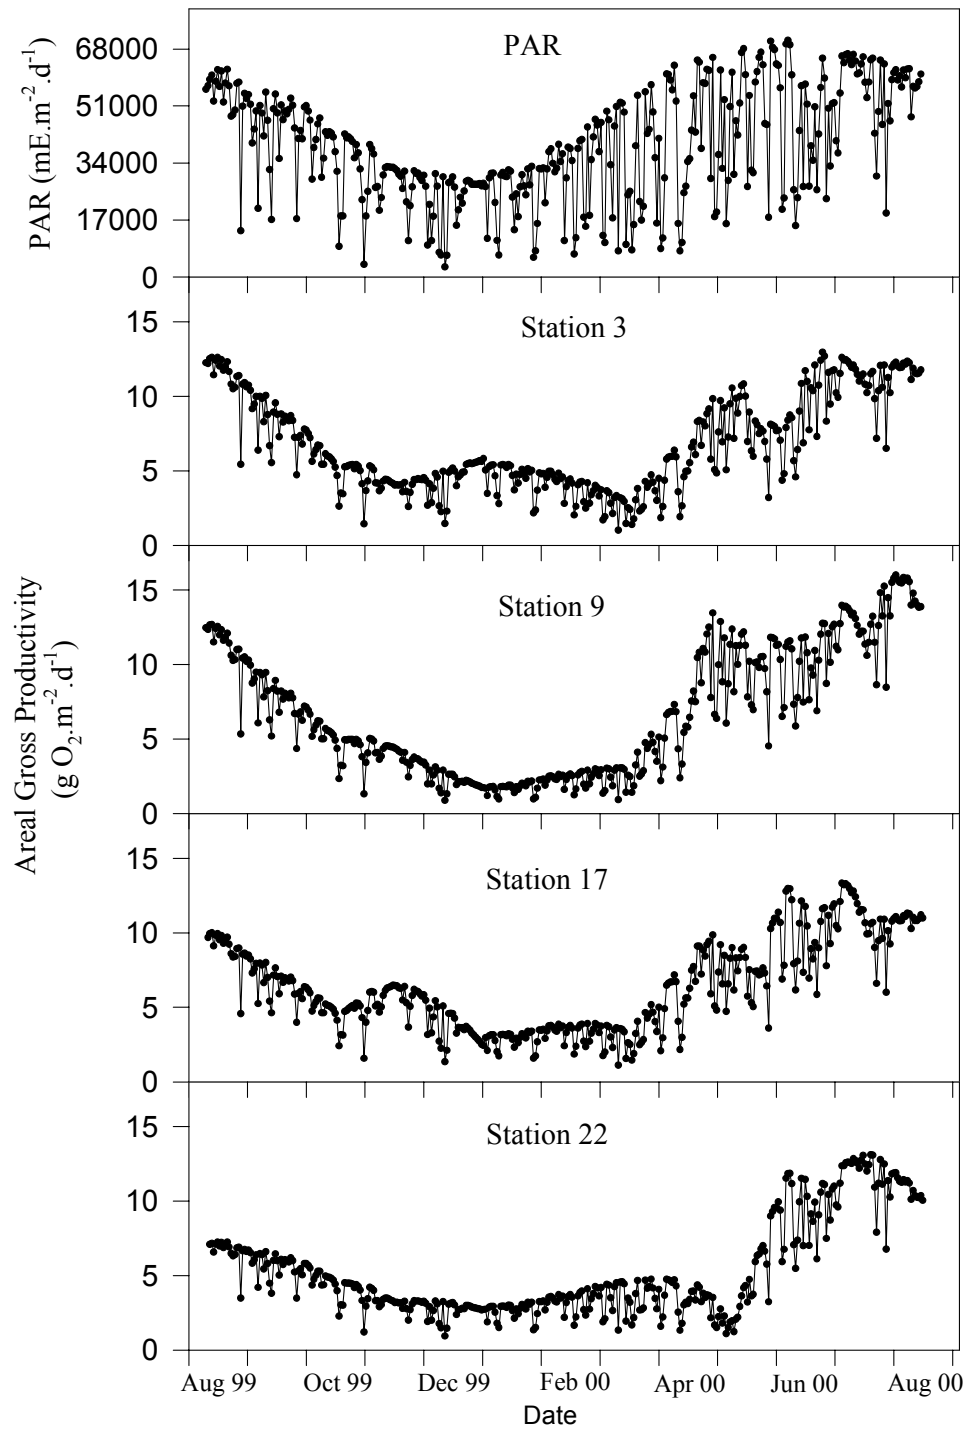 PAR (mE.m-2.d-1)
68000
51000
34000
17000
0
PAR
15
10
5
0
Station 3
Areal Gross Productivity
(g O2.m-2.d-1)
15
10
5
0
Station 9
15
10
5
0
Station 17
15
10
5
0
Station 22
Aug 99 Oct 99 Dec 99 Feb 00 Apr 00 Jun 00 Aug 00
Date